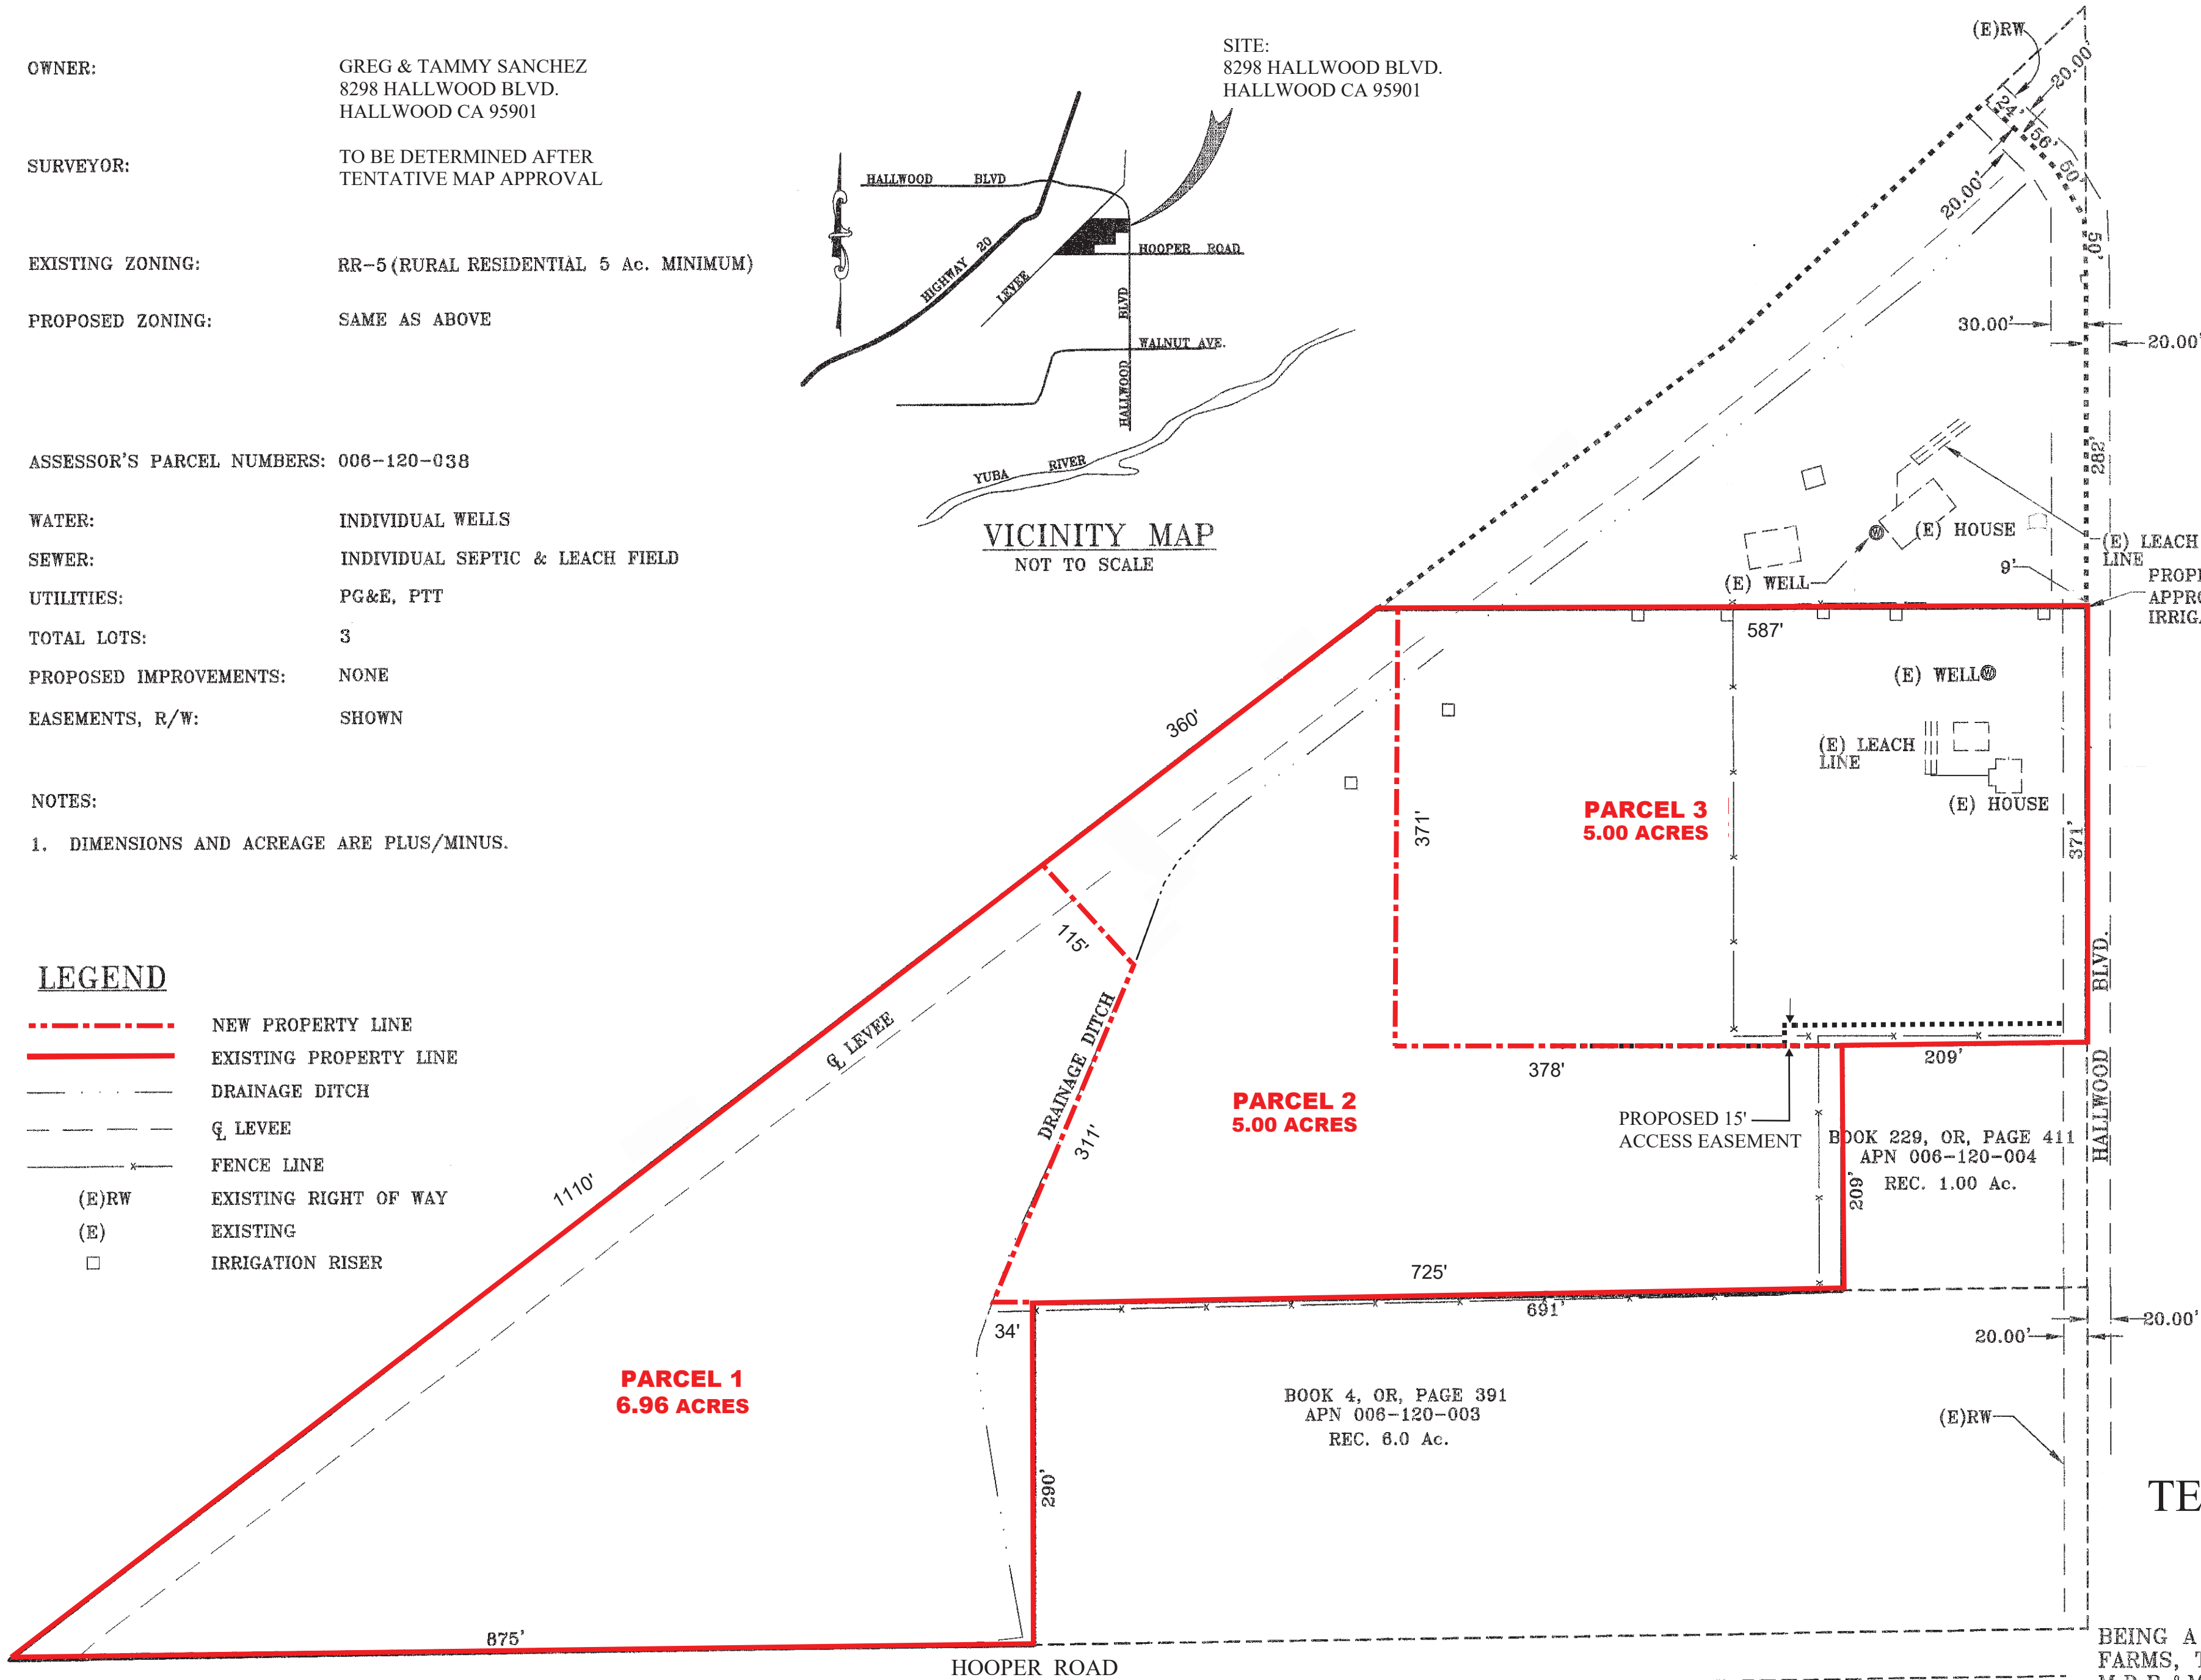 OWNER:
GREG & TAMMY SANCHEZ
8298 HALLWOOD BLVD.
HALLWOOD CA 95901
SURVEYOR:
TO BE DETERMINED AFTER
TENTATIVE MAP APPROVAL
EXISTING ZONING:
RR-5 (RURAL RESIDENTIAL 5 Ac. MINIMUM)
PROPOSED ZONING:
SAME AS ABOVE
ASSESSOR'S PARCEL NUMBERS: 006-120-038
WATER:
INDIVIDUAL WELLS
SEWER:
INDIVIDUAL SEPTIC & LEACH FIELD
UTILITIES:
PG&E, PTT
TOTAL LOTS:
3
PROPOSED IMPROVEMENTS:
NONE
EASEMENTS, R/W:
SHOWN
NOTES:
1. DIMENSIONS AND ACREAGE ARE PLUS/MINUS.
LEGEND
NEW PROPERTY LINE
EXISTING PROPERTY LINE
DRAINAGE DITCH
℄ LEVEE
FENCE LINE
(E)RW
EXISTING RIGHT OF WAY
(E)
EXISTING
IRRIGATION RISER
SITE:
8298 HALLWOOD BLVD.
HALLWOOD CA 95901
HALLWOOD BLVD
HIGHWAY 20
LEVEE
HOOPER ROAD
HALLWOOD BLVD
WALNUT AVE.
YUBA RIVER
VICINITY MAP
NOT TO SCALE
(E)RW
20.00'
24'
56'
50'
20.00'
50'
30.00'
20.00'
282'
(E) HOUSE
(E) LEACH
LINE
(E) WELL
9'
PROPE
APPRO
IRRIGA
587'
(E) WELL
W
(E) LEACH
LINE
(E) HOUSE
360'
371'
PARCEL 3
5.00 ACRES
371'
115'
℄ LEVEE
DRAINAGE DITCH
311'
378'
209'
HALLWOOD BLVD.
PARCEL 2
5.00 ACRES
PROPOSED 15'
ACCESS EASEMENT
BOOK 229, OR, PAGE 411
APN 006-120-004
REC. 1.00 Ac.
209'
1110'
725'
691'
34'
20.00'
20.00'
PARCEL 1
6.96 ACRES
BOOK 4, OR, PAGE 391
APN 006-120-003
REC. 6.0 Ac.
(E)RW
290'
TE
875'
HOOPER ROAD
BEING A
FARMS, T